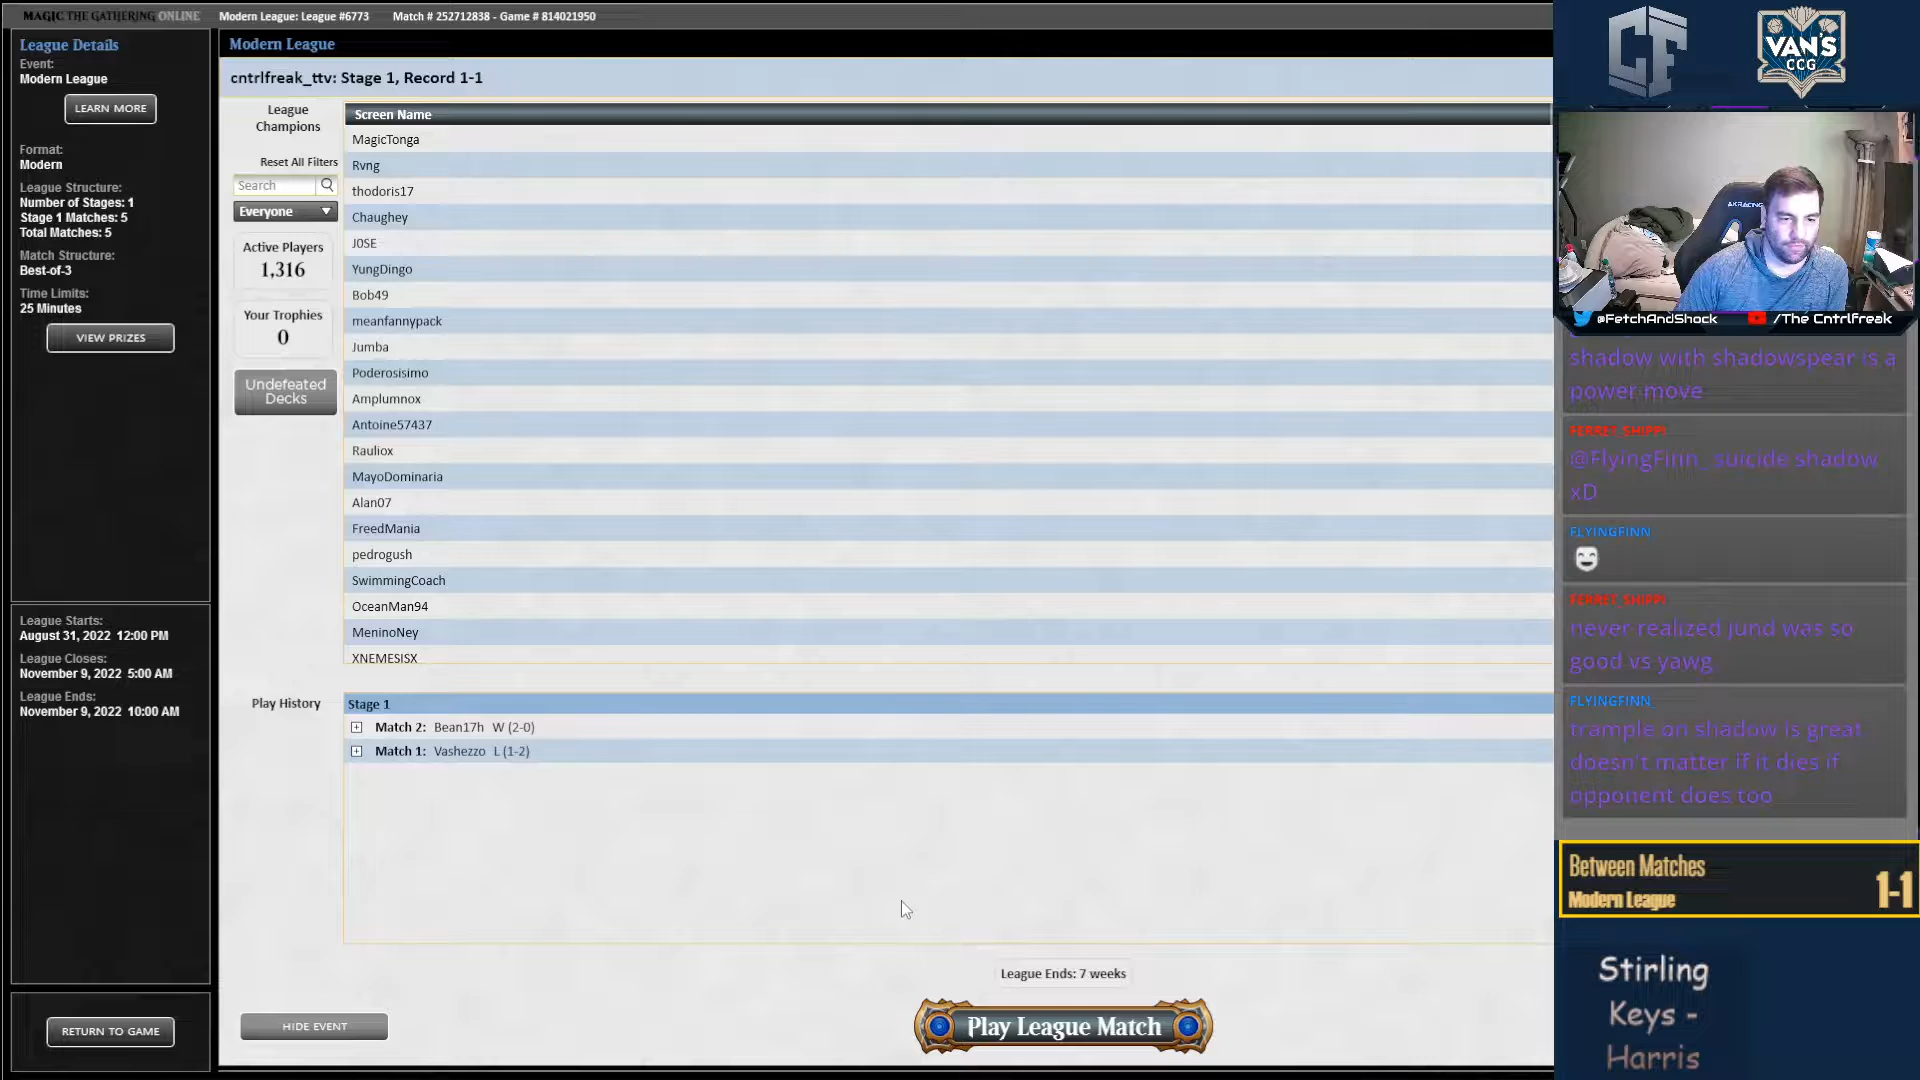 MAGIC THE GATHERING ONLINE
Modern League: League #6773
Match # 252712838 - Game # 814021950
League Details
Event:
Modern League
LEARN MORE
Format:
Modern
League Structure:
Number of Stages: 1
Stage 1 Matches: 5
Total Matches: 5
Match Structure:
Best-of-3
Time Limits:
25 Minutes
VIEW PRIZES
League Starts:
August 31, 2022 12:00 PM
League Closes:
November 9, 2022 5:00 AM
League Ends:
November 9, 2022 10:00 AM
RETURN TO GAME
Modern League
cntrlfreak_ttv: Stage 1, Record 1-1
League
Champions
Reset All Filters
Search
Everyone
Active Players
1,316
Your Trophies
0
Undefeated
Decks
Screen Name
MagicTonga
Rvng
thodoris17
Chaughey
J0SE
YungDingo
Bob49
meanfannypack
Jumba
Poderosisimo
Amplumnox
Antoine57437
Rauliox
MayoDominaria
Alan07
FreedMania
pedrogush
SwimmingCoach
OceanMan94
MeninoNey
XNEMESISX
Play History
Stage 1
Match 2: Bean17h W (2-0)
Match 1: Vashezzo L (1-2)
League Ends: 7 weeks
HIDE EVENT
Play League Match
CF
VAN'S
CCG
AKRACING
@FetchAndShock
/The Cntrlfreak
shadow with shadowspear is a
power move
FERRET_SHIPPI
@FlyingFinn_ suicide shadow
xD
FLYINGFINN_
FERRET_SHIPPI
never realized jund was so
good vs yawg
FLYINGFINN_
trample on shadow is great
doesn't matter if it dies if
opponent does too
Between Matches
Modern League
1-1
Stirling
Keys -
Harris